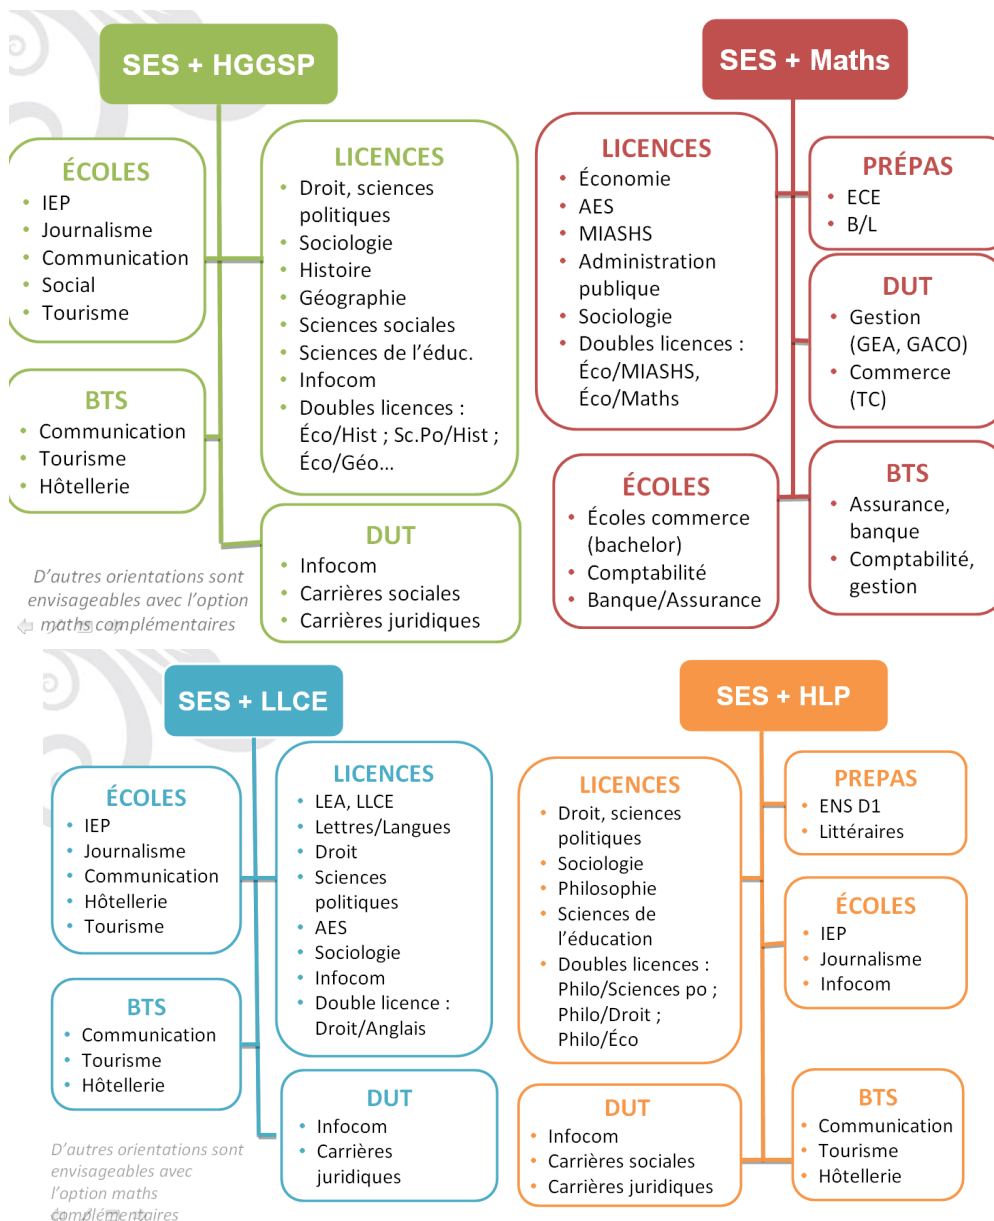 SES + HGGSP
ÉCOLES
• IEP
• Journalisme
• Communication
• Social
• Tourisme
BTS
• Communication
• Tourisme
• Hôtellerie
LICENCES
• Droit, sciences
politiques
• Sociologie
• Histoire
• Géographie
• Sciences sociales
• Sciences de l'éduc.
• Infocom
• Doubles licences :
Éco/Hist ; Sc.Po/Hist ;
Éco/Géo...
DUT
• Infocom
• Carrières sociales
• Carrières juridiques
D'autres orientations sont
envisageables avec l'option
maths complémentaires
SES + Maths
LICENCES
• Économie
• AES
• MIASHS
• Administration
publique
• Sociologie
• Doubles licences :
Éco/MIASHS,
Éco/Maths
PRÉPAS
• ECE
• B/L
DUT
• Gestion
(GEA, GACO)
• Commerce
(TC)
ÉCOLES
• Écoles commerce
(bachelor)
• Comptabilité
• Banque/Assurance
BTS
• Assurance,
banque
• Comptabilité,
gestion
SES + LLCE
ÉCOLES
• IEP
• Journalisme
• Communication
• Hôtellerie
• Tourisme
BTS
• Communication
• Tourisme
• Hôtellerie
LICENCES
• LEA, LLCE
• Lettres/Langues
• Droit
• Sciences
politiques
• AES
• Sociologie
• Infocom
• Double licence :
Droit/Anglais
DUT
• Infocom
• Carrières
juridiques
D'autres orientations sont
envisageables avec
l'option maths
complémentaires
SES + HLP
LICENCES
• Droit, sciences
politiques
• Sociologie
• Philosophie
• Sciences de
l'éducation
• Doubles licences :
Philo/Sciences po ;
Philo/Droit ;
Philo/Éco
PREPAS
• ENS D1
• Littéraires
ÉCOLES
• IEP
• Journalisme
• Infocom
DUT
• Infocom
• Carrières sociales
• Carrières juridiques
BTS
• Communication
• Tourisme
• Hôtellerie